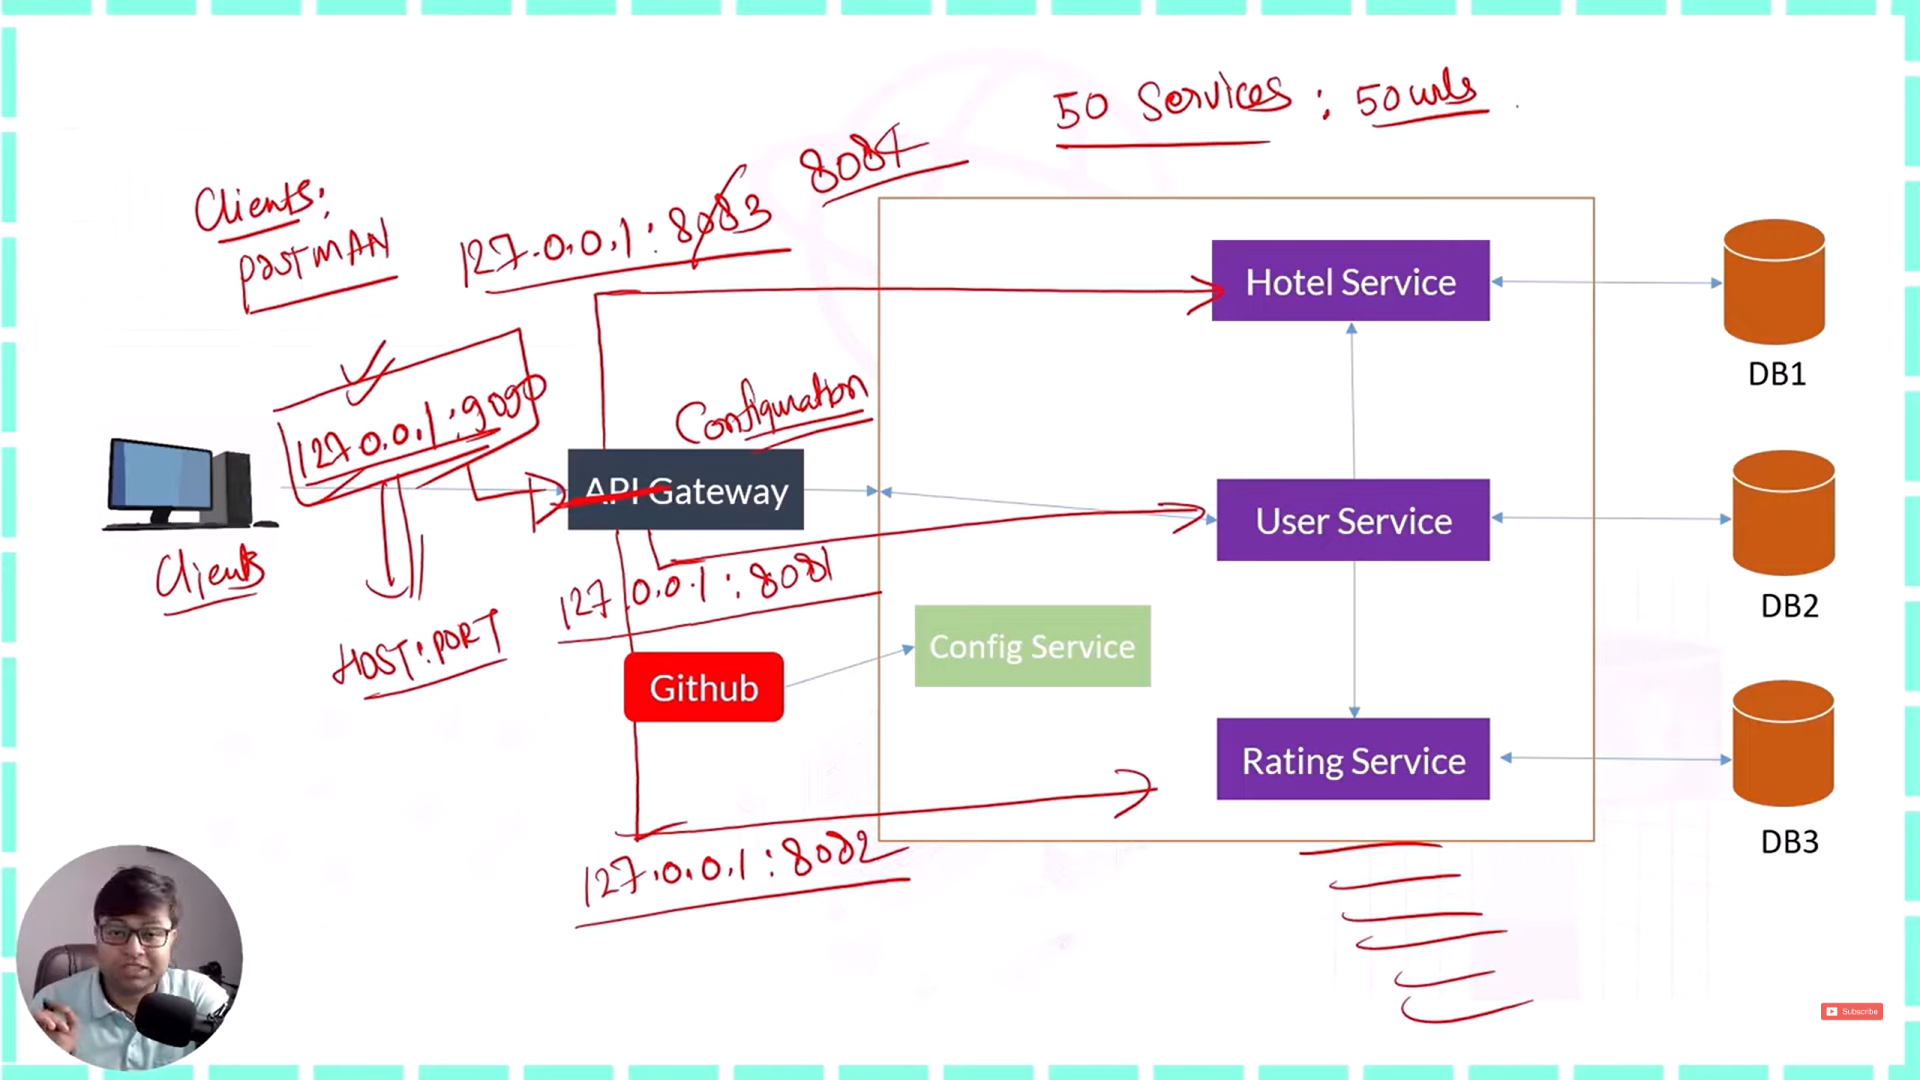 50 Services : 50 urls
8084
Clients:
POSTMAN
127.0.0.1 : 8083
Hotel Service
DB1
127.0.0.1 : 9090
Configuration
API Gateway
User Service
Clients
127.0.0.1 : 8081
DB2
HOST:PORT
Config Service
Github
Rating Service
127.0.0.1 : 8082
DB3
Subscribe